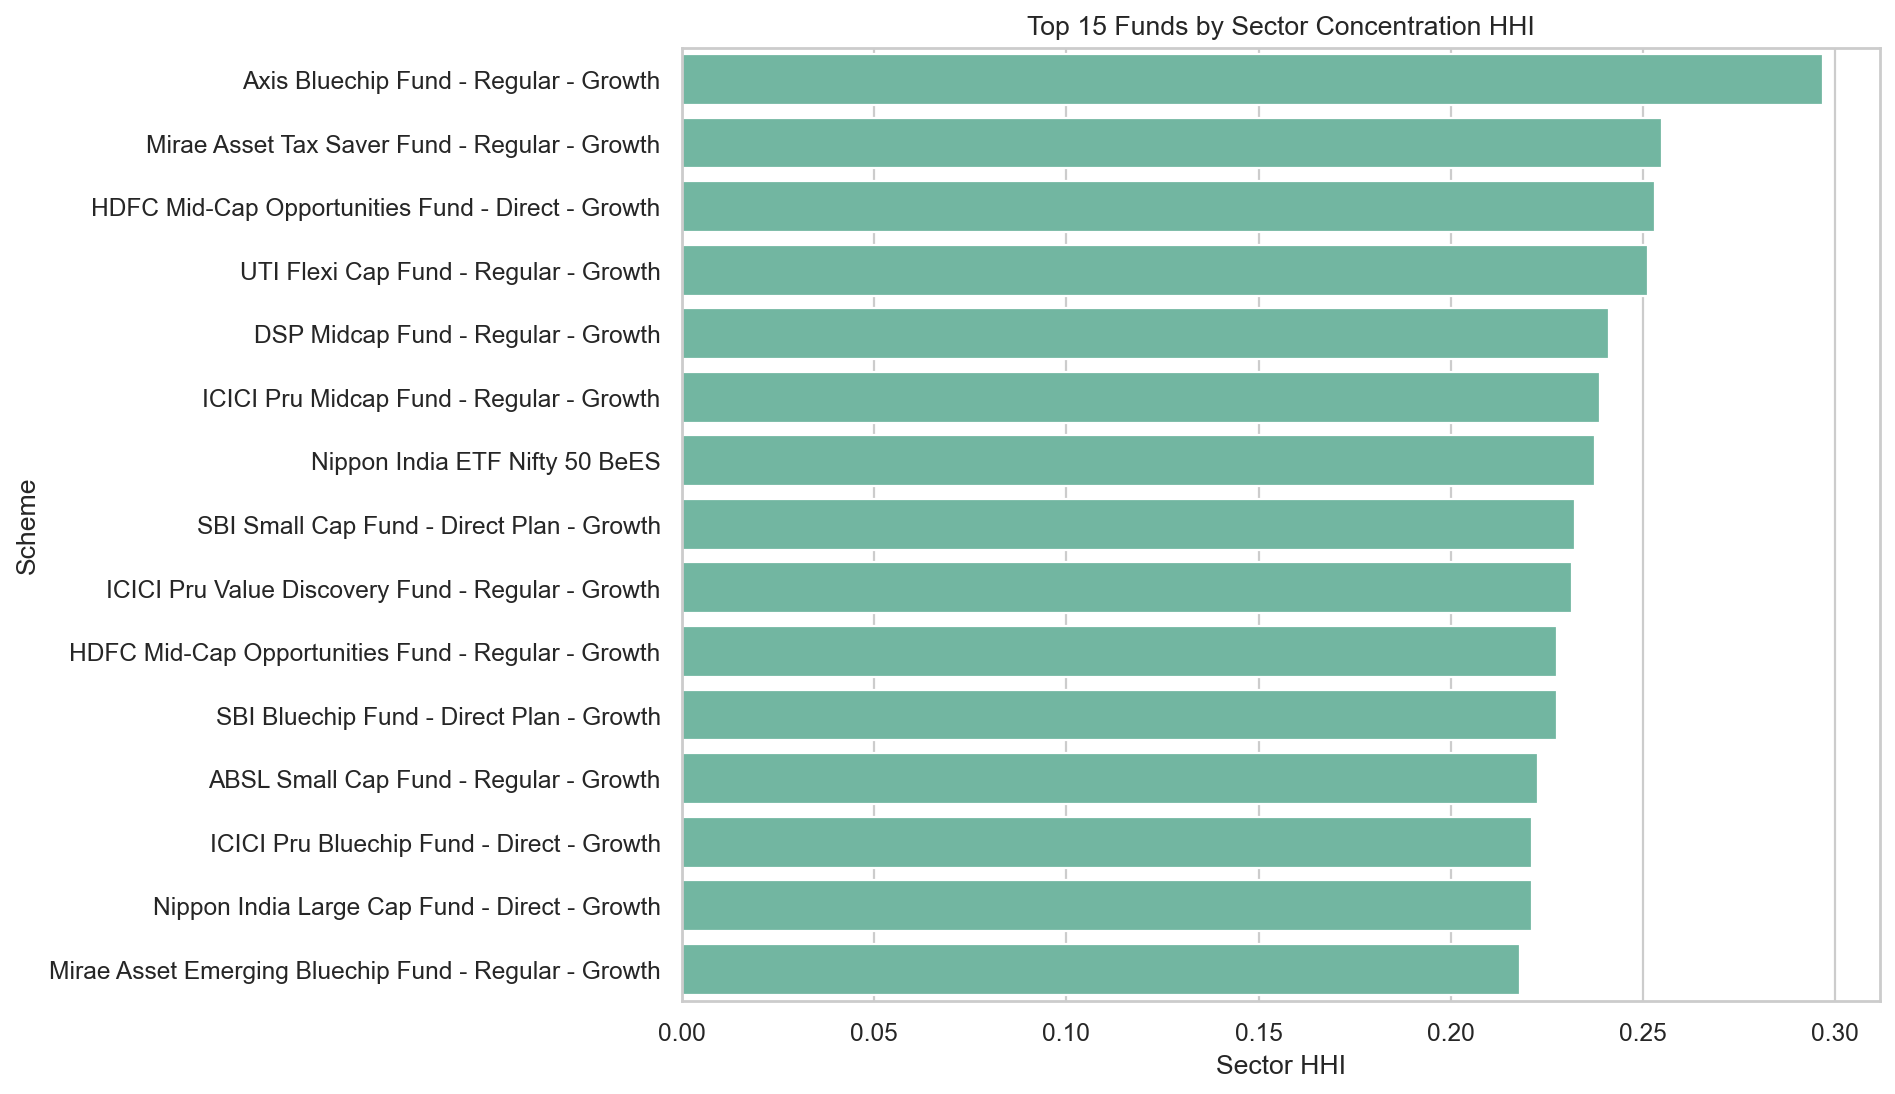 Top 15 Funds by Sector Concentration HHI
Scheme
Axis Bluechip Fund - Regular - Growth
Mirae Asset Tax Saver Fund - Regular - Growth
HDFC Mid-Cap Opportunities Fund - Direct - Growth
UTI Flexi Cap Fund - Regular - Growth
DSP Midcap Fund - Regular - Growth
ICICI Pru Midcap Fund - Regular - Growth
Nippon India ETF Nifty 50 BeES
SBI Small Cap Fund - Direct Plan - Growth
ICICI Pru Value Discovery Fund - Regular - Growth
HDFC Mid-Cap Opportunities Fund - Regular - Growth
SBI Bluechip Fund - Direct Plan - Growth
ABSL Small Cap Fund - Regular - Growth
ICICI Pru Bluechip Fund - Direct - Growth
Nippon India Large Cap Fund - Direct - Growth
Mirae Asset Emerging Bluechip Fund - Regular - Growth
0.00 0.05 0.10 0.15 0.20 0.25 0.30
Sector HHI